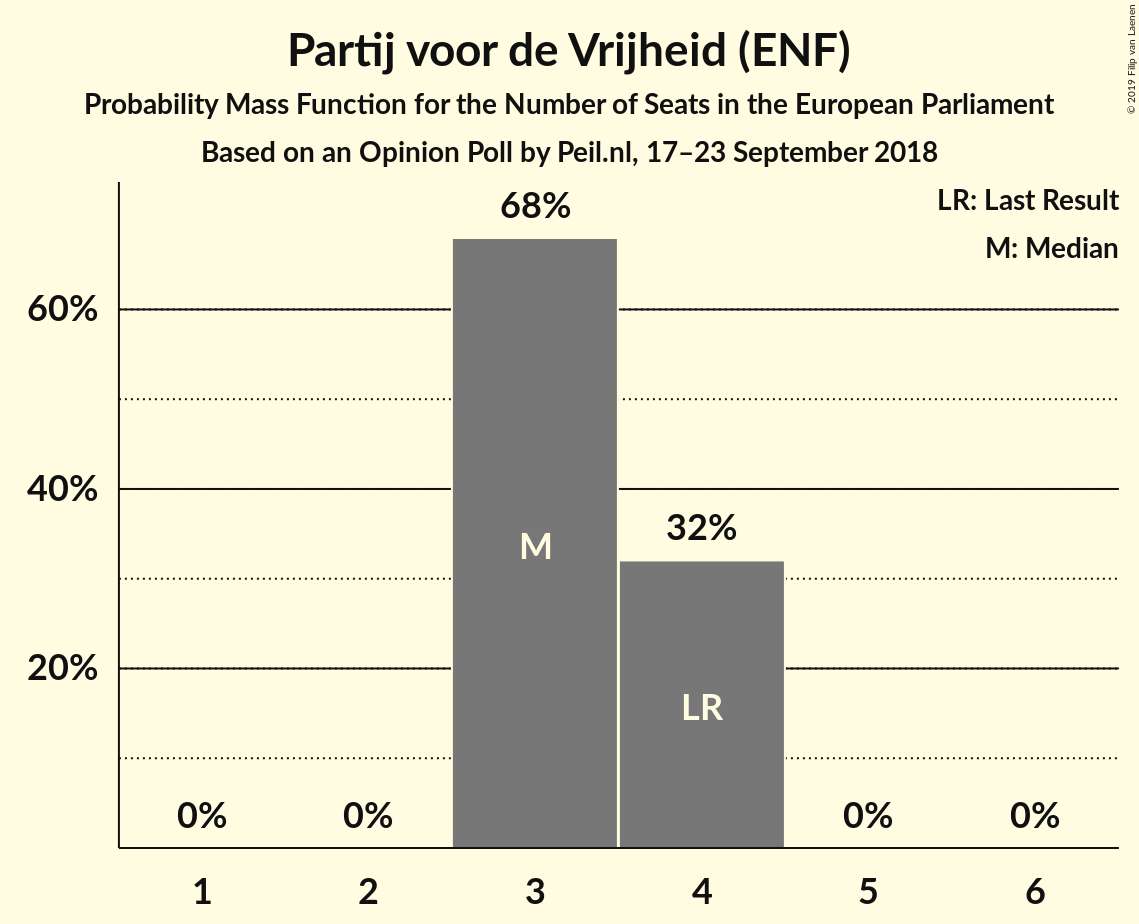 Partij voor de Vrijheid (ENF)
Probability Mass Function for the Number of Seats in the European Parliament
Based on an Opinion Poll by Peil.nl, 17–23 September 2018
© 2019 Filip van Laenen
LR: Last Result
M: Median
68%
60%
40%
32%
M
20%
LR
0% 0% 0% 0%
1 2 3 4 5 6